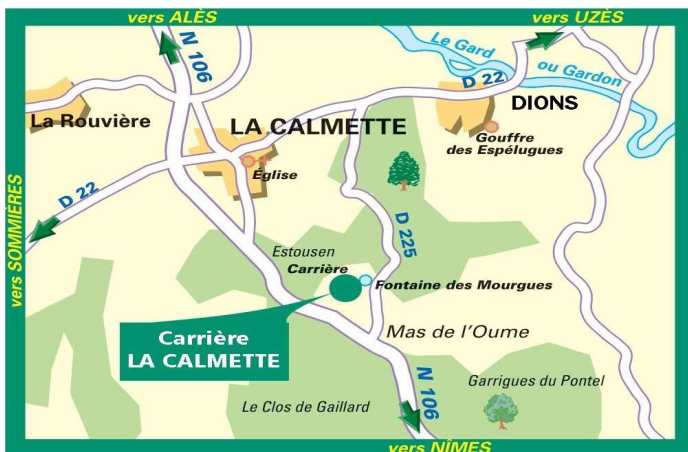 vers ALÈS
vers UZÈS
N 106
Le Gard
ou Gardon
D 22
DIONS
La Rouvière
LA CALMETTE
Gouffre
des Espélugues
Église
D 22
vers SOMMIÈRES
D 225
Estousen
Carrière
Fontaine des Mourgues
Carrière
LA CALMETTE
Mas de l'Oume
N 106
Garrigues du Pontel
Le Clos de Gaillard
vers NÎMES